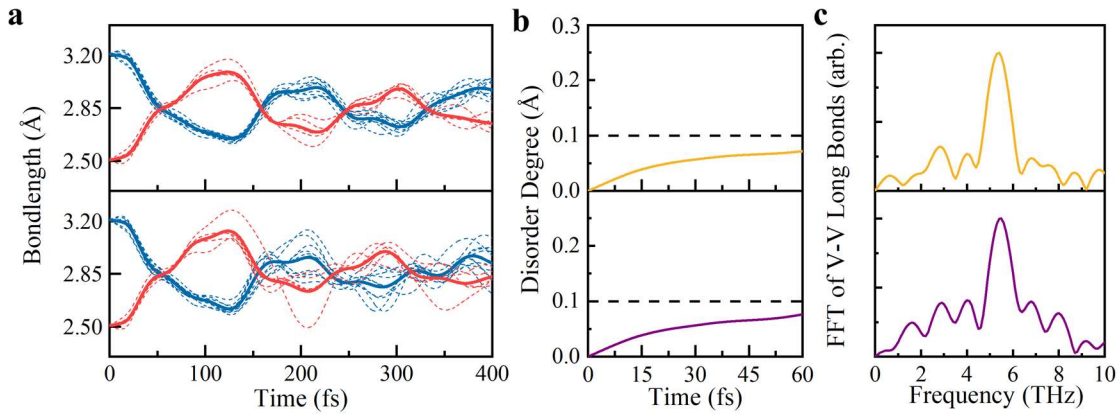 a
Bondlength (Å)
3.20
2.85
2.50
3.20
2.85
2.50
0 100 200 300 400
Time (fs)
b
Disorder Degree (Å)
0.3
0.2
0.1
0.0
0.2
0.1
0.0
0 15 30 45 60
Time (fs)
c
FFT of V-V Long Bonds (arb.)
0 2 4 6 8 10
Frequency (THz)